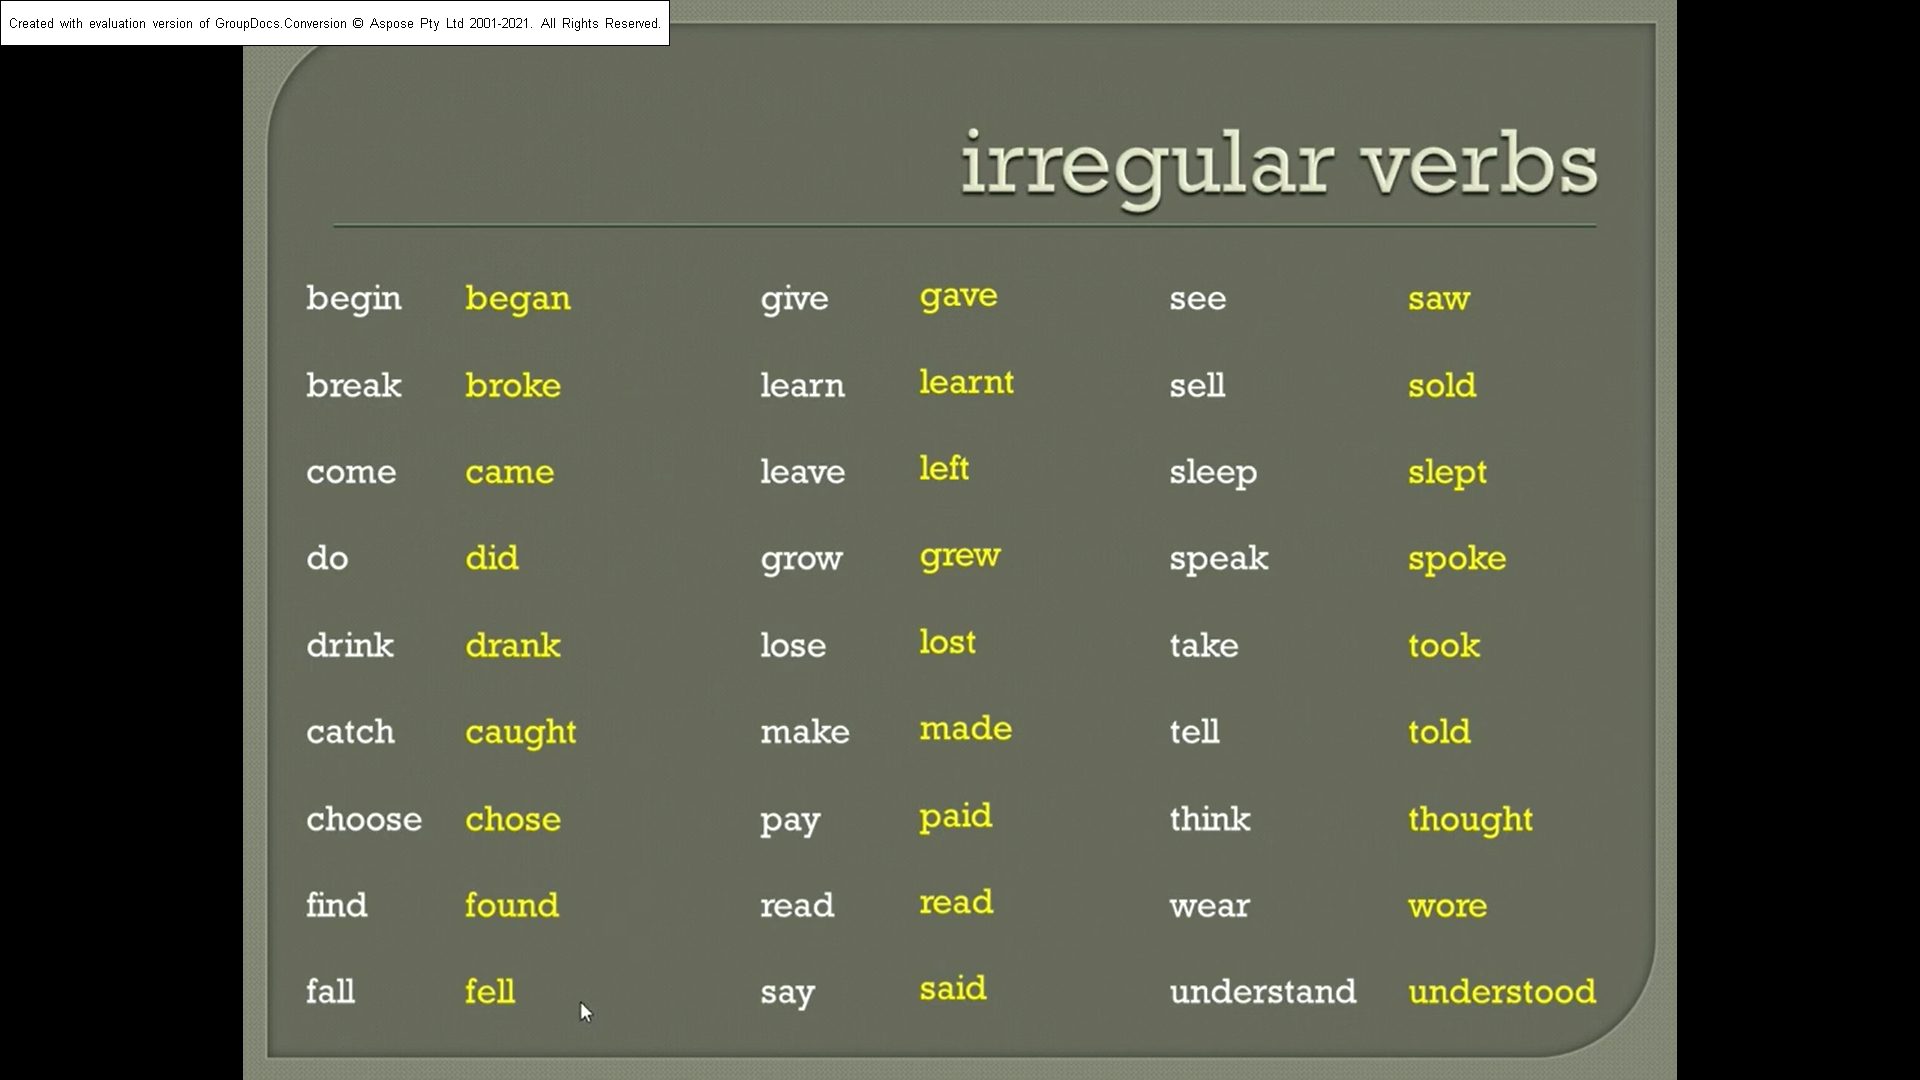 Created with evaluation version of GroupDocs.Conversion © Aspose Pty Ltd 2001-2021. All Rights Reserved.
irregular verbs
begin began give gave see saw
break broke learn learnt sell sold
come came leave left sleep slept
do did grow grew speak spoke
drink drank lose lost take took
catch caught make made tell told
choose chose pay paid think thought
find found read read wear wore
fall fell say said understand understood